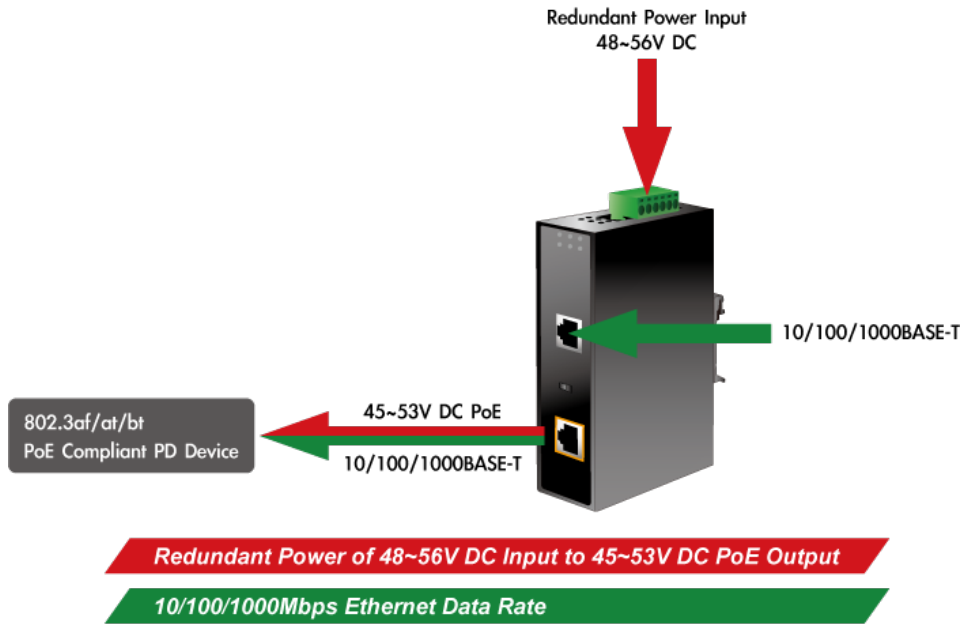 Redundant Power Input
48~56V DC
10/100/1000BASE-T
45~53V DC PoE
802.3af/at/bt
PoE Compliant PD Device
10/100/1000BASE-T
Redundant Power of 48~56V DC Input to 45~53V DC PoE Output
10/100/1000Mbps Ethernet Data Rate